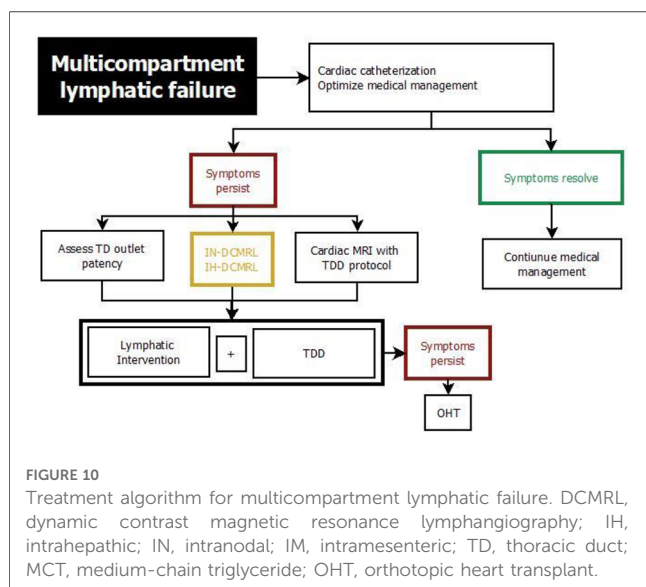 Multicompartment
lymphatic failure
Cardiac catheterization
Optimize medical management
Symptoms
persist
Symptoms resolve
Assess TD outlet
patency
IN-DCMRL
IH-DCMRL
Cardiac MRI with
TDD protocol
Contiunue medical
management
Lymphatic
Intervention
+
TDD
Symptoms
persist
OHT
FIGURE 10
Treatment algorithm for multicompartment lymphatic failure. DCMRL,
dynamic contrast magnetic resonance lymphangiography; IH,
intrahepatic; IN, intranodal; IM, intramesenteric; TD, thoracic duct;
MCT, medium-chain triglyceride; OHT, orthotopic heart transplant.